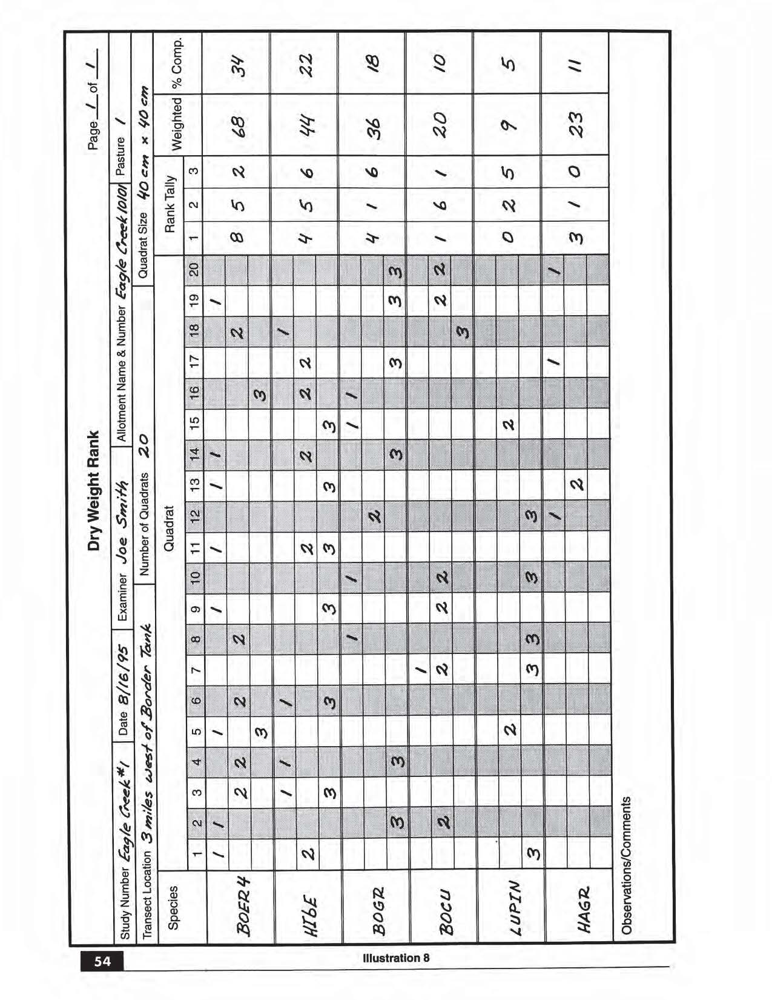 Dry Weight Rank
Page 1 of 1
Study Number Eagle Creek #1 Date 8/16/95 Examiner Joe Smith Allotment Name & Number Eagle Creek 10101 Pasture 1
Transect Location 3 miles west of Border Tank Number of Quadrats 20 Quadrat Size 40 cm x 40 cm
Species Quadrat Rank Tally Weighted % Comp.
1 2 3 4 5 6 7 8 9 10 11 12 13 14 15 16 17 18 19 20 1 2 3
1 1 1 1 1 1 1 1
BOER4 2 2 2 2 2 8 5 2 68 34
3 3
1 1 1 1
HIbE 2 2 2 2 2 4 5 6 44 22
3 3 3 3 3 3
1 1 1 1
BOGR 2 4 1 6 36 18
3 3 3 3 3 3
1
BOCU 2 2 2 2 2 2 1 6 1 20 10
3
LUPIN 2 2 0 2 5 9 5
3 3 3 3 3
1 1 1
HAGR 2 3 1 0 23 11
Observations/Comments
54
Illustration 8